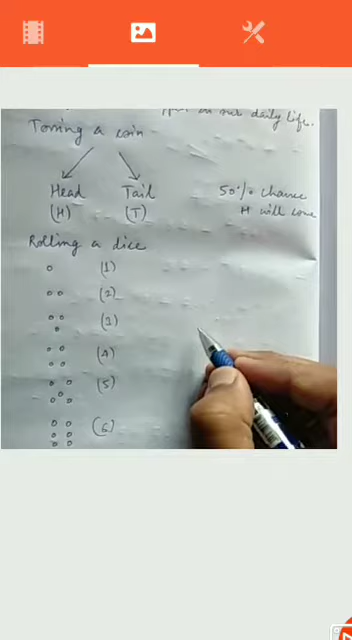 in our daily life.
Tossing a coin
Head Tail 50% chance
(H) (T) H will come
Rolling a dice
(1)
(2)
(3)
(4)
(5)
(6)